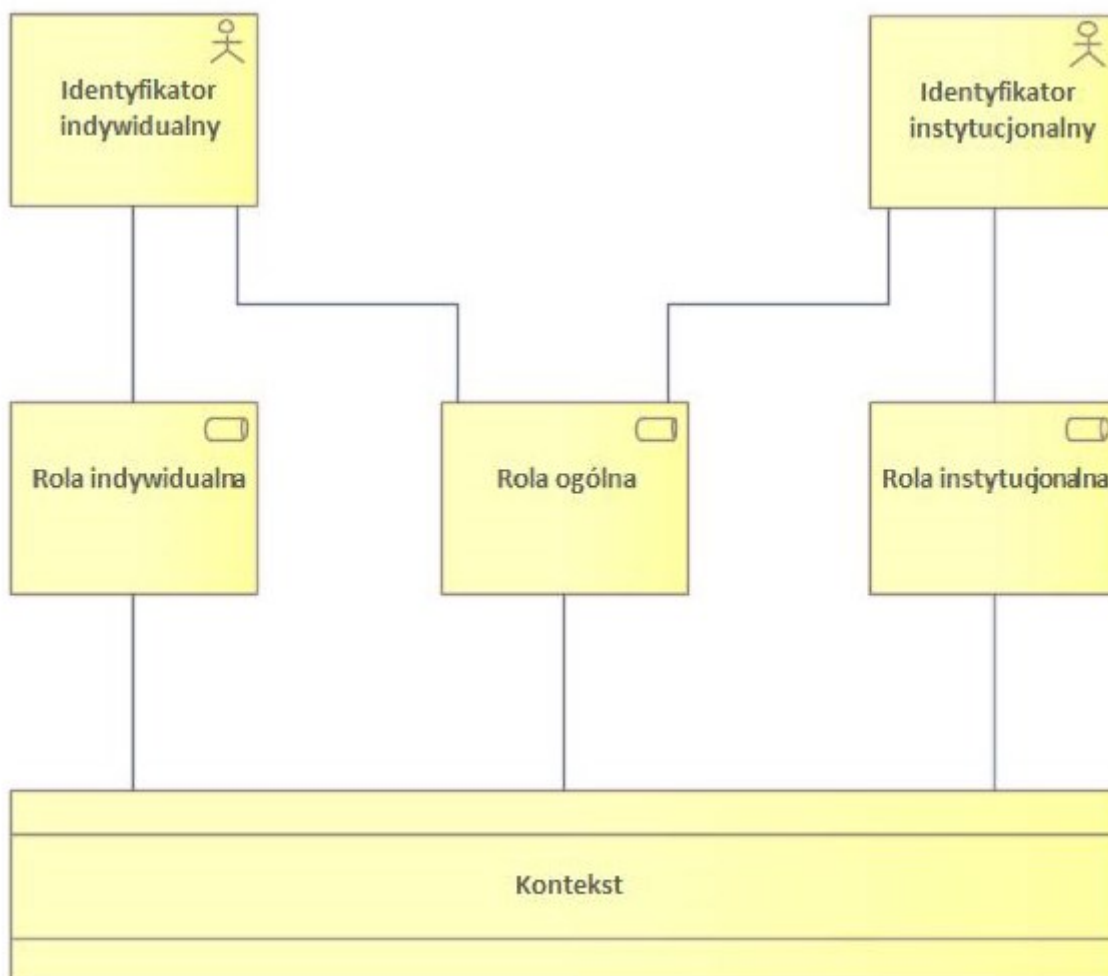 Identyfikator
indywidualny
Identyfikator
instytucjonalny
Rola indywidualna
Rola ogólna
Rola instytucjonalna
Kontekst